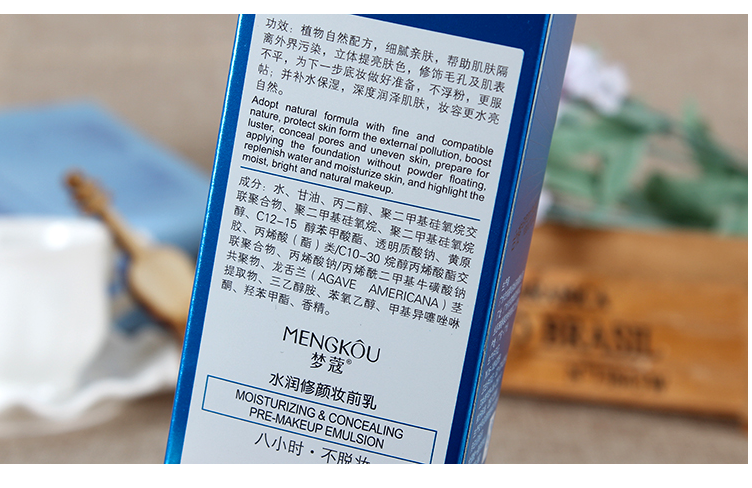 功效：植物自然配方，细腻亲肤，帮助肌肤隔
离外界污染，立体提亮肤色，修饰毛孔及肌表
不平，为下一步底妆做好准备，不浮粉，更服
帖；并补水保湿，深度润泽肌肤，妆容更水亮
自然。
Adopt natural formula with fine and compatible
nature, protect skin form the external pollution, boost
luster, conceal pores and uneven skin, prepare for
applying the foundation without powder floating,
replenish water and moisturize skin, and highlight the
moist, bright and natural makeup.
成分：水、甘油、丙二醇、聚二甲基硅氧烷交
联聚合物、聚二甲基硅氧烷、聚二甲基硅氧烷
醇、C12-15 醇苯甲酸酯、透明质酸钠、黄原
胶、丙烯酸（酯）类/C10-30 烷醇丙烯酸酯交
联聚合物、丙烯酸钠/丙烯酰二甲基牛磺酸钠
共聚物、龙舌兰（AGAVE AMERICANA）茎
提取物、三乙醇胺、苯氧乙醇、甲基异噻唑啉
酮、羟苯甲酯、香精。
MENGKOU
梦蔻®
水润修颜妆前乳
MOISTURIZING & CONCEALING
PRE-MAKEUP EMULSION
八小时·不脱妆
BRASIL